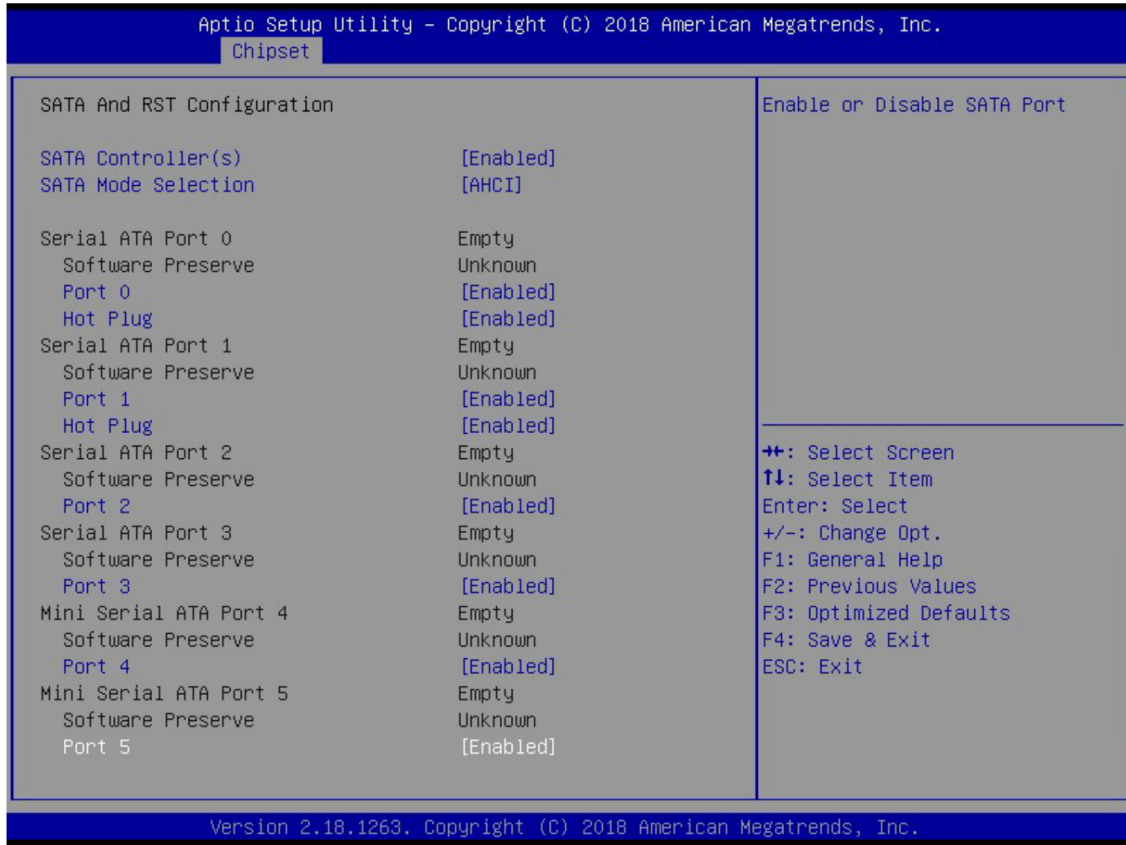 Aptio Setup Utility – Copyright (C) 2018 American Megatrends, Inc.
Chipset
SATA And RST Configuration
SATA Controller(s) [Enabled]
SATA Mode Selection [AHCI]
Serial ATA Port 0 Empty
Software Preserve Unknown
Port 0 [Enabled]
Hot Plug [Enabled]
Serial ATA Port 1 Empty
Software Preserve Unknown
Port 1 [Enabled]
Hot Plug [Enabled]
Serial ATA Port 2 Empty
Software Preserve Unknown
Port 2 [Enabled]
Serial ATA Port 3 Empty
Software Preserve Unknown
Port 3 [Enabled]
Mini Serial ATA Port 4 Empty
Software Preserve Unknown
Port 4 [Enabled]
Mini Serial ATA Port 5 Empty
Software Preserve Unknown
Port 5 [Enabled]
Enable or Disable SATA Port
→←: Select Screen
↑↓: Select Item
Enter: Select
+/-: Change Opt.
F1: General Help
F2: Previous Values
F3: Optimized Defaults
F4: Save & Exit
ESC: Exit
Version 2.18.1263. Copyright (C) 2018 American Megatrends, Inc.